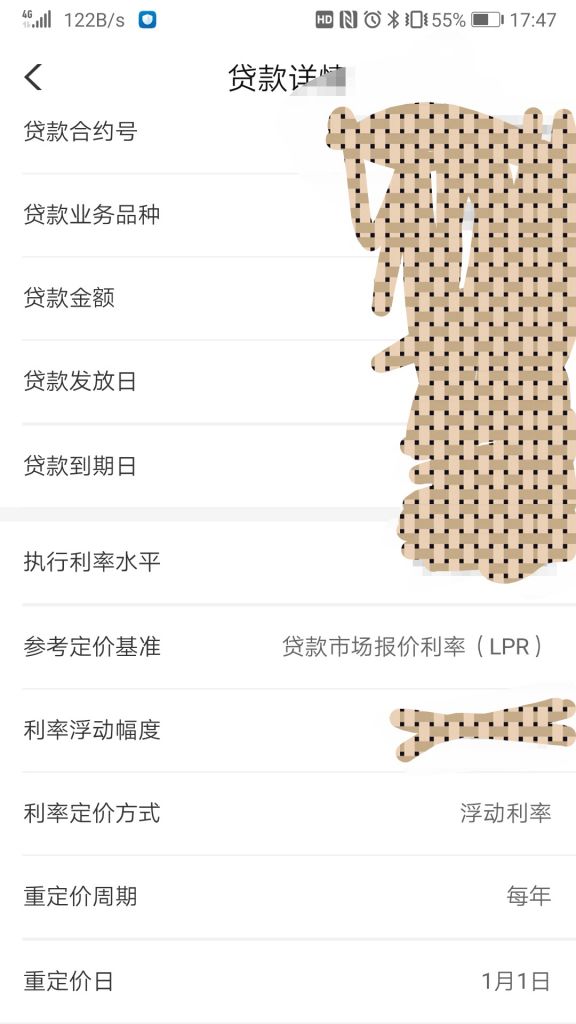 4G 122B/s HD 55% 17:47
贷款详情
贷款合约号
贷款业务品种
贷款金额
贷款发放日
贷款到期日
执行利率水平
参考定价基准 贷款市场报价利率（LPR）
利率浮动幅度
利率定价方式 浮动利率
重定价周期 每年
重定价日 1月1日